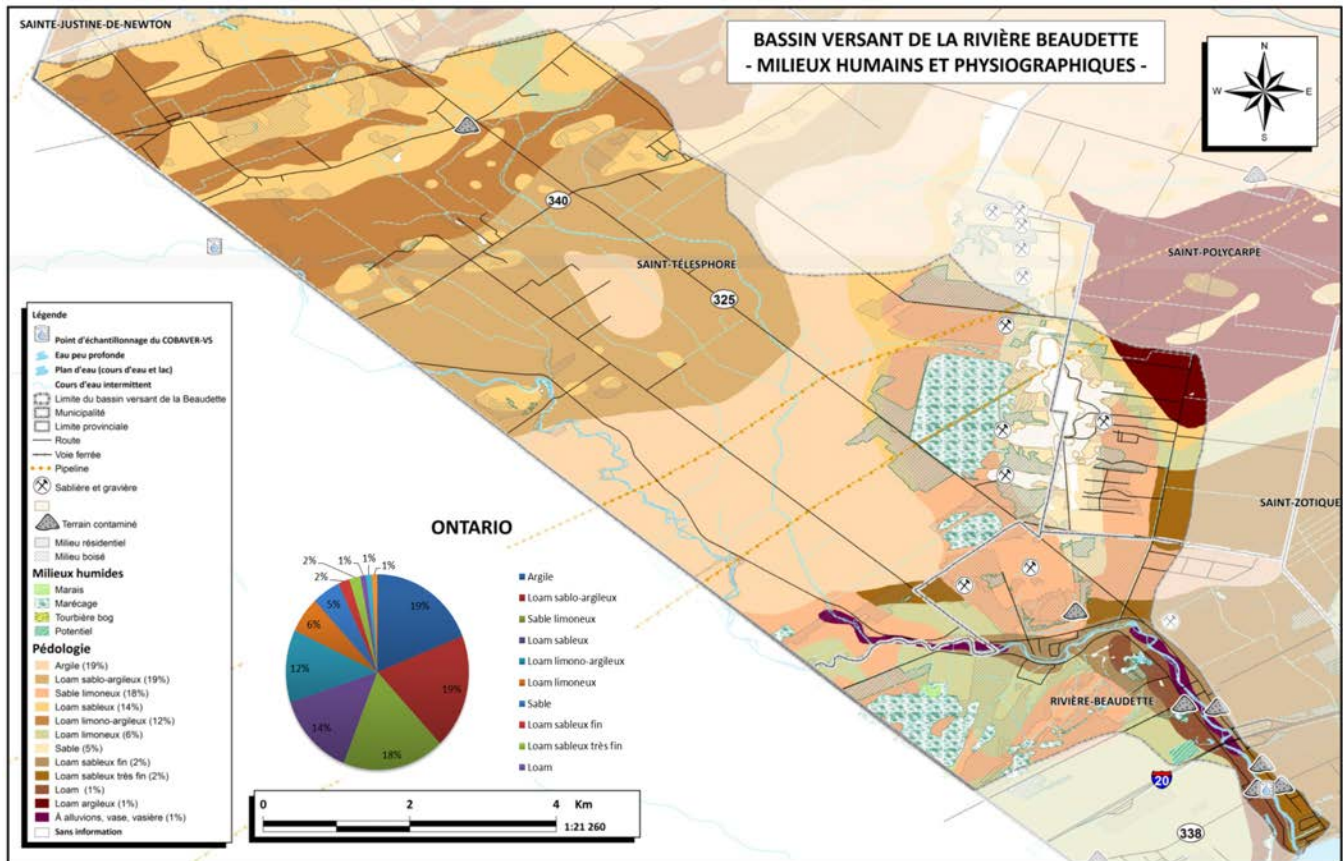 SAINTE-JUSTINE-DE-NEWTON
BASSIN VERSANT DE LA RIVIÈRE BEAUDETTE
- MILIEUX HUMAINS ET PHYSIOGRAPHIQUES -
N
W
E
S
340
SAINT-TÉLESPHORE
325
SAINT-POLYCARPE
SAINT-ZOTIQUE
RIVIÈRE-BEAUDETTE
20
338
Légende
Point d'échantillonnage du COBAVER-VS
Eau peu profonde
Plan d'eau (cours d'eau et lac)
Cours d'eau intermittent
Limite du bassin versant de la Beaudette
Municipalité
Limite provinciale
Route
Voie ferrée
Pipeline
Sablière et gravière
Terrain contaminé
Milieu résidentiel
Milieu boisé
Milieux humides
Marais
Marécage
Tourbière bog
Potentiel
Pédologie
Argile (19%)
Loam sablo-argileux (19%)
Sable limoneux (18%)
Loam sableux (14%)
Loam limono-argileux (12%)
Loam limoneux (6%)
Sable (5%)
Loam sableux fin (2%)
Loam sableux très fin (2%)
Loam (1%)
Loam argileux (1%)
À alluvions, vase, vasière (1%)
Sans information
ONTARIO
19%
19%
18%
14%
12%
6%
5%
2%
2%
1%
1%
1%
Argile
Loam sablo-argileux
Sable limoneux
Loam sableux
Loam limono-argileux
Loam limoneux
Sable
Loam sableux fin
Loam sableux très fin
Loam
0 2 4 Km
1:21 260